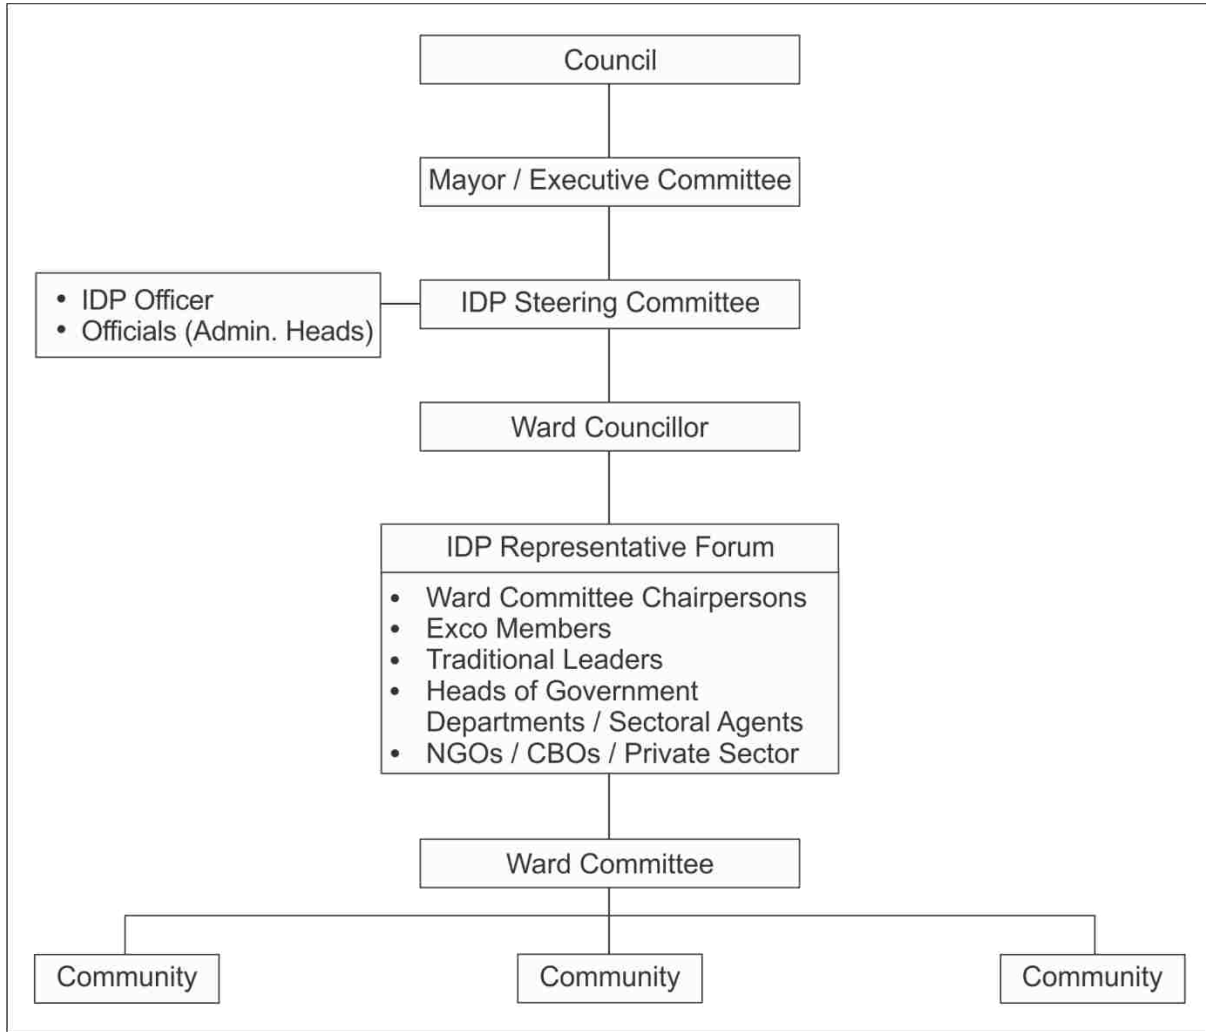 Council
Mayor / Executive Committee
• IDP Officer
• Officials (Admin. Heads)
IDP Steering Committee
Ward Councillor
IDP Representative Forum
• Ward Committee Chairpersons
• Exco Members
• Traditional Leaders
• Heads of Government
Departments / Sectoral Agents
• NGOs / CBOs / Private Sector
Ward Committee
Community
Community
Community